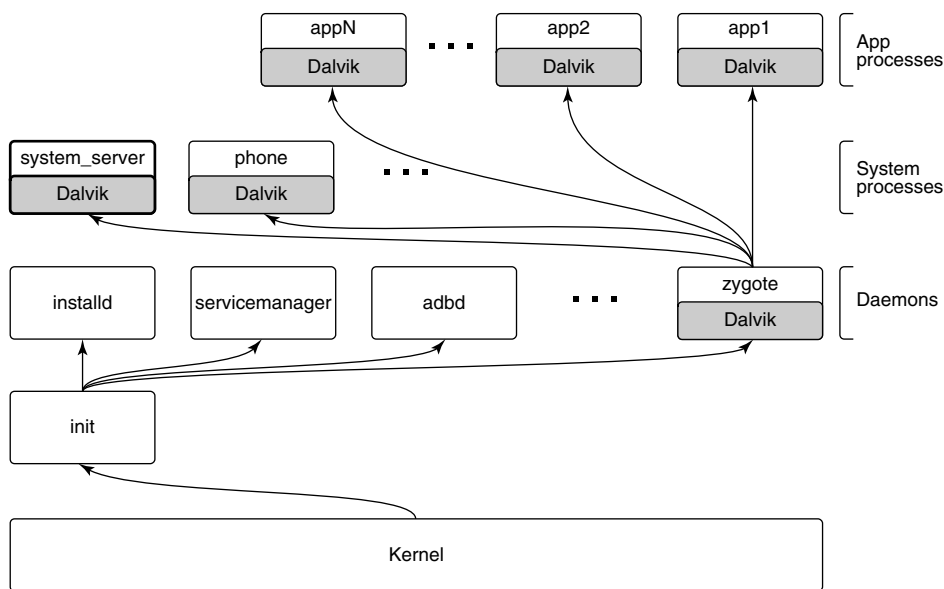 appN
app2
app1
App
processes
Dalvik
Dalvik
Dalvik
system_server
phone
System
processes
Dalvik
Dalvik
installd
servicemanager
adbd
zygote
Daemons
Dalvik
init
Kernel